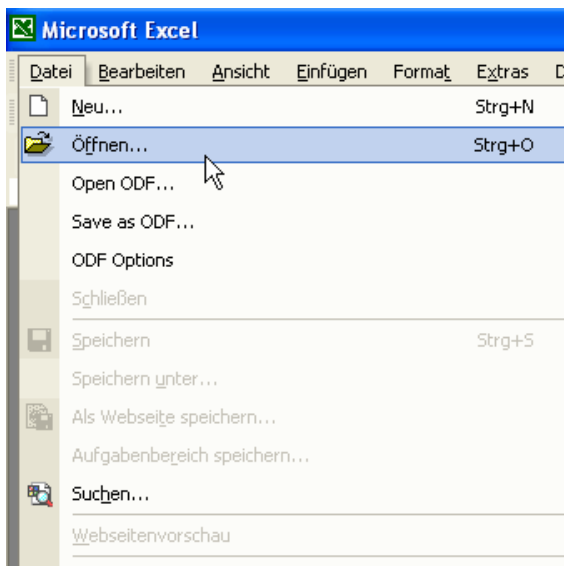 Microsoft Excel
Datei Bearbeiten Ansicht Einfügen Format Extras D
Neu... Strg+N
Öffnen... Strg+O
Open ODF...
Save as ODF...
ODF Options
Schließen
Speichern Strg+S
Speichern unter...
Als Webseite speichern...
Aufgabenbereich speichern...
Suchen...
Webseitenvorschau